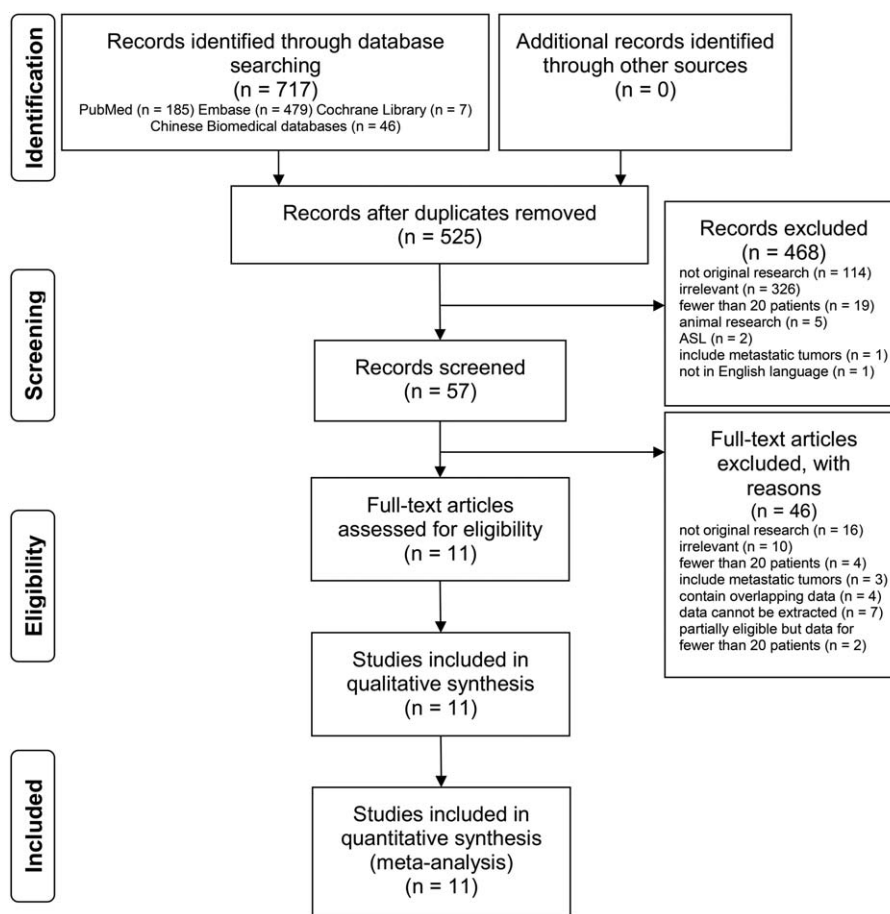 Identification
Records identified through database
searching
(n = 717)
PubMed (n = 185) Embase (n = 479) Cochrane Library (n = 7)
Chinese Biomedical databases (n = 46)
Additional records identified
through other sources
(n = 0)
Records after duplicates removed
(n = 525)
Records excluded
(n = 468)
not original research (n = 114)
irrelevant (n = 326)
fewer than 20 patients (n = 19)
animal research (n = 5)
ASL (n = 2)
include metastatic tumors (n = 1)
not in English language (n = 1)
Screening
Records screened
(n = 57)
Full-text articles
excluded, with
reasons
(n = 46)
not original research (n = 16)
irrelevant (n = 10)
fewer than 20 patients (n = 4)
include metastatic tumors (n = 3)
contain overlapping data (n = 4)
data cannot be extracted (n = 7)
partially eligible but data for
fewer than 20 patients (n = 2)
Eligibility
Full-text articles
assessed for eligibility
(n = 11)
Studies included in
qualitative synthesis
(n = 11)
Included
Studies included in
quantitative synthesis
(meta-analysis)
(n = 11)